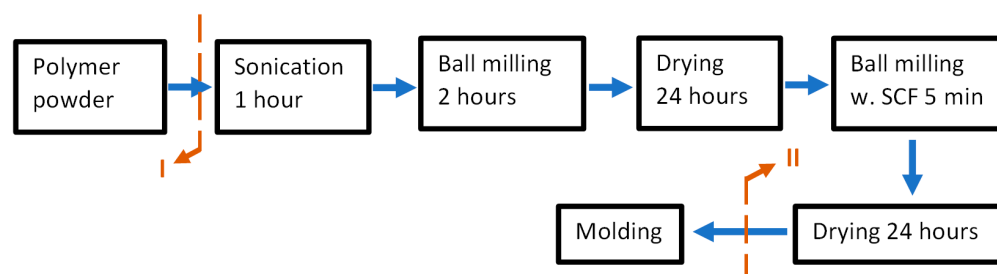 Polymer
powder
Sonication
1 hour
Ball milling
2 hours
Drying
24 hours
Ball milling
w. SCF 5 min
I
II
Molding
Drying 24 hours